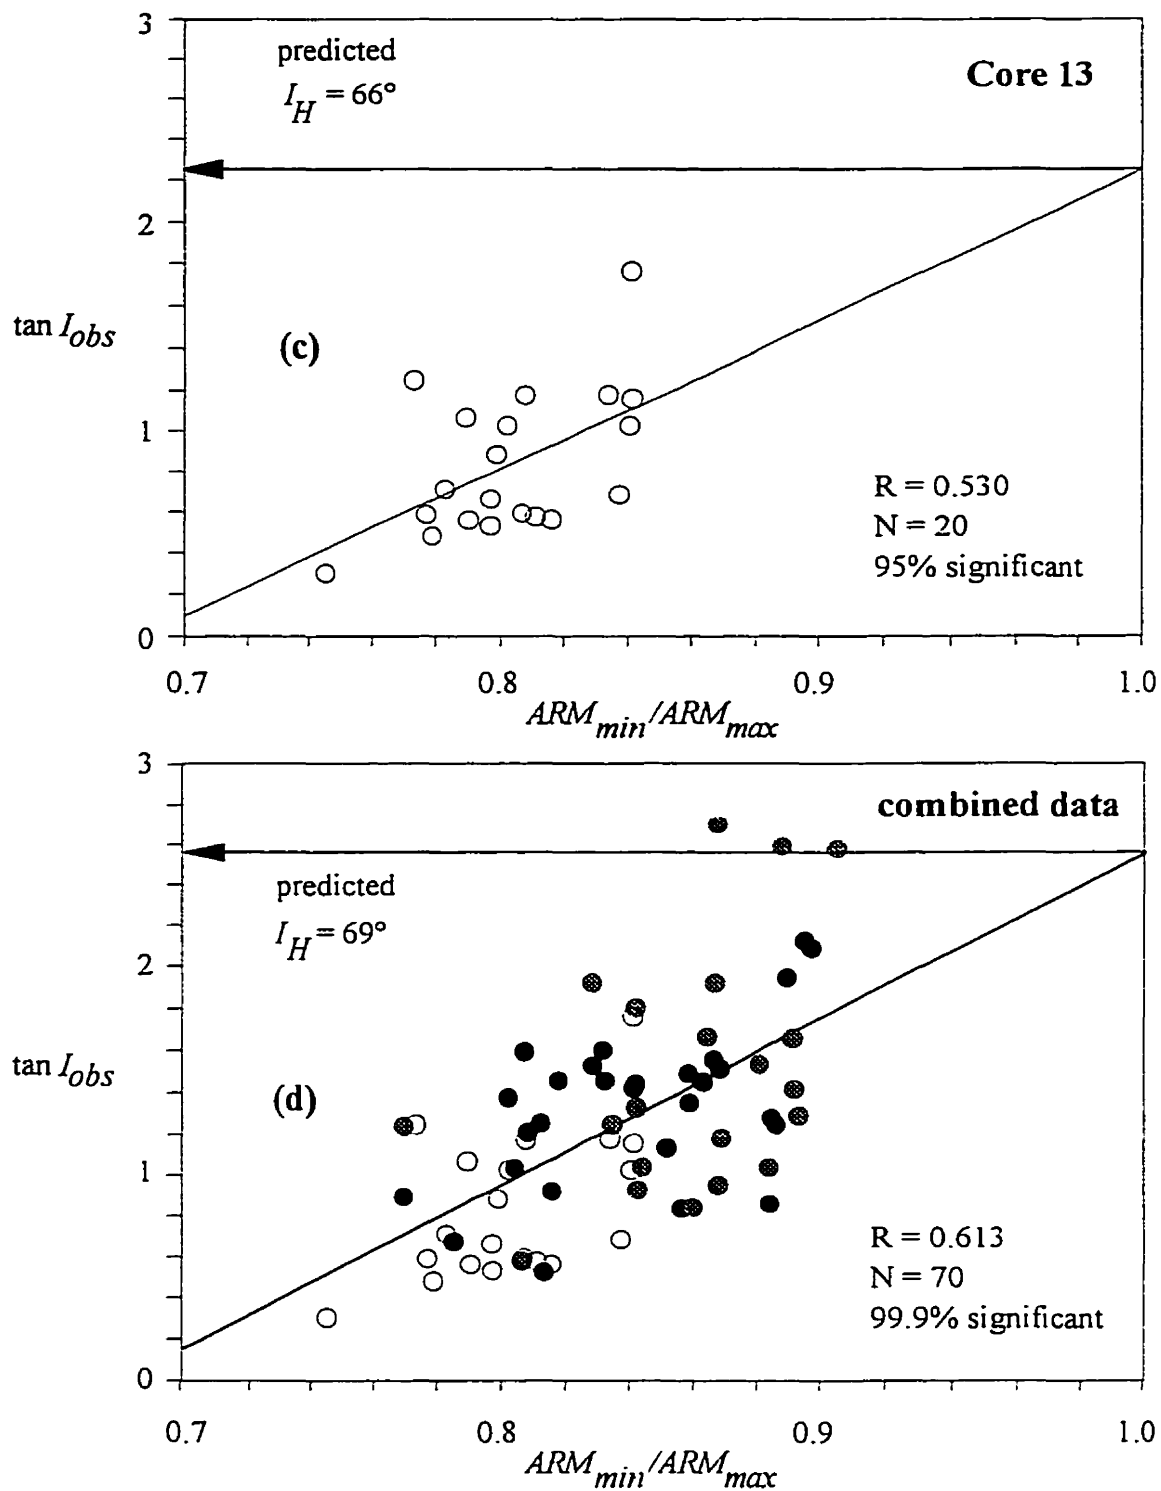 3
predicted
I_H = 66°
Core 13
2
tan I_obs
(c)
1
R = 0.530
N = 20
95% significant
0
0.7 0.8 0.9 1.0
ARM_min/ARM_max
3
combined data
predicted
I_H = 69°
2
tan I_obs
(d)
1
R = 0.613
N = 70
99.9% significant
0
0.7 0.8 0.9 1.0
ARM_min/ARM_max